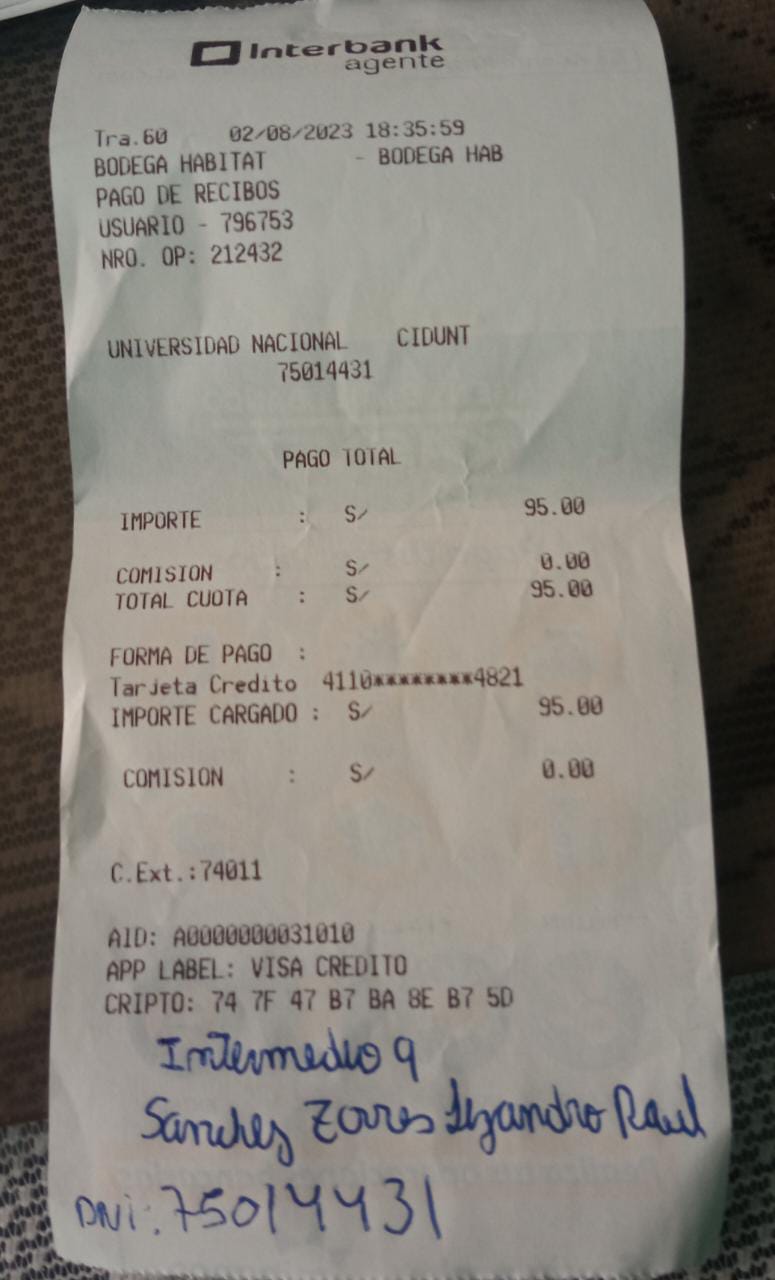 Interbank
agente
Tra.60 02/08/2023 18:35:59
BODEGA HABITAT - BODEGA HAB
PAGO DE RECIBOS
USUARIO - 796753
NRO. OP: 212432
UNIVERSIDAD NACIONAL CIDUNT
75014431
PAGO TOTAL
IMPORTE : S/ 95.00
COMISION : S/ 0.00
TOTAL CUOTA : S/ 95.00
FORMA DE PAGO :
Tarjeta Credito 4110********4821
IMPORTE CARGADO : S/ 95.00
COMISION : S/ 0.00
C.Ext.:74011
AID: A0000000031010
APP LABEL: VISA CREDITO
CRIPTO: 74 7F 47 B7 BA 8E B7 5D
Intermedio 9
Sanchez Raul
DNi: 75014431